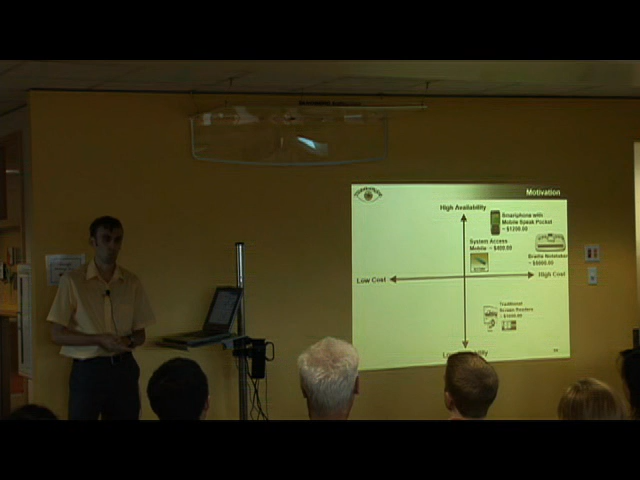 Motivation
High Availability
Smartphone with
Mobile Speak Pocket
~ $1200.00
System Access
Mobile ~ $400.00
Braille Notetaker
~ $6000.00
Low Cost
High Cost
Traditional
Screen Readers
~ $1000.00